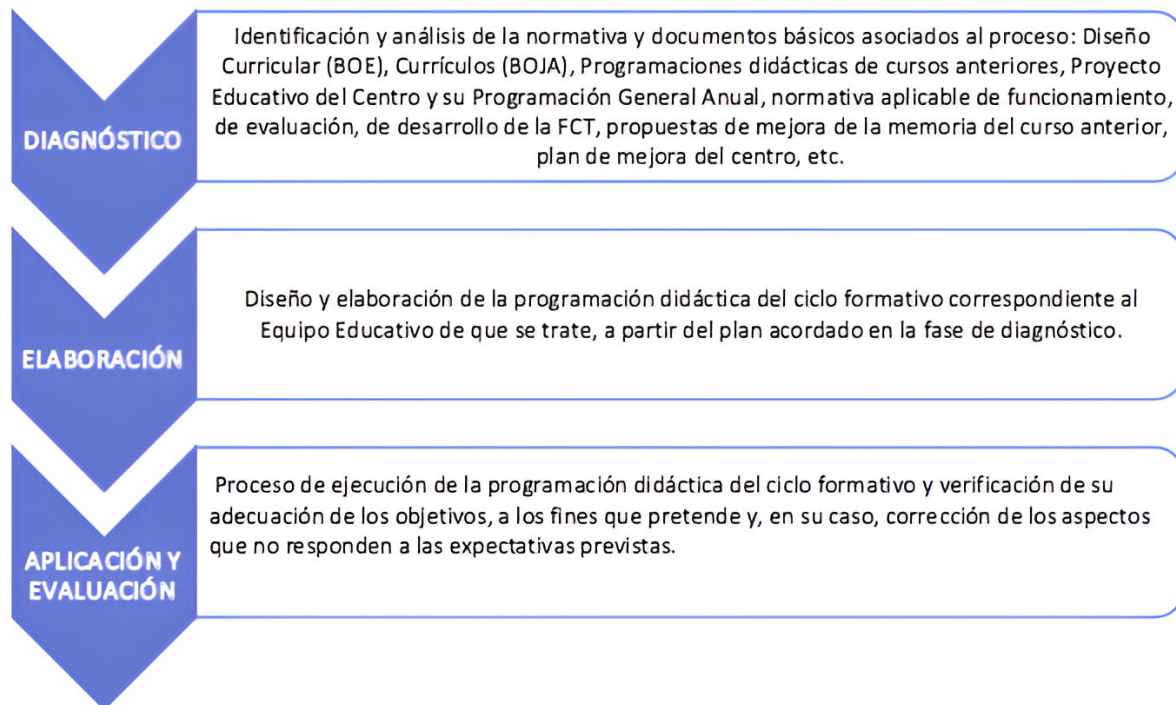 DIAGNÓSTICO
Identificación y análisis de la normativa y documentos básicos asociados al proceso: Diseño
Curricular (BOE), Currículos (BOJA), Programaciones didácticas de cursos anteriores, Proyecto
Educativo del Centro y su Programación General Anual, normativa aplicable de funcionamiento,
de evaluación, de desarrollo de la FCT, propuestas de mejora de la memoria del curso anterior,
plan de mejora del centro, etc.
ELABORACIÓN
Diseño y elaboración de la programación didáctica del ciclo formativo correspondiente al
Equipo Educativo de que se trate, a partir del plan acordado en la fase de diagnóstico.
APLICACIÓN Y
EVALUACIÓN
Proceso de ejecución de la programación didáctica del ciclo formativo y verificación de su
adecuación de los objetivos, a los fines que pretende y, en su caso, corrección de los aspectos
que no responden a las expectativas previstas.